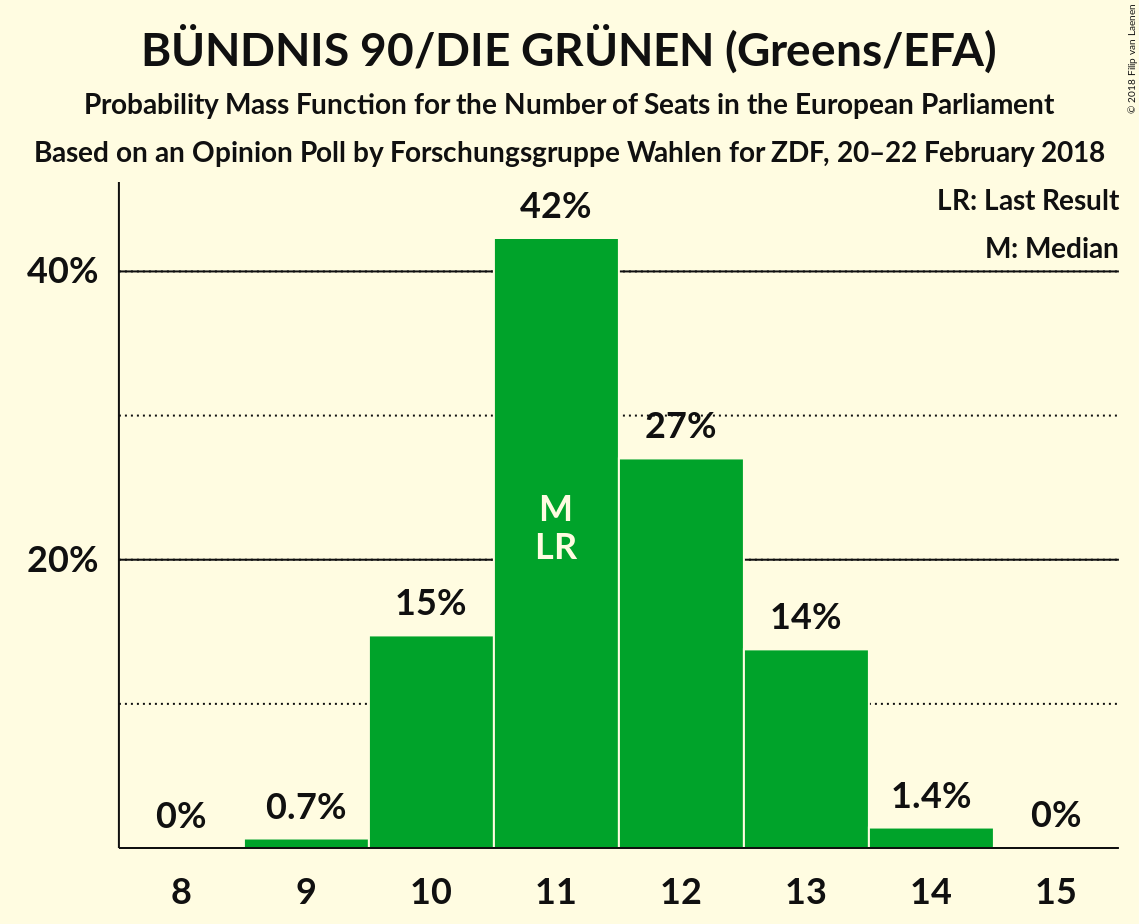 BÜNDNIS 90/DIE GRÜNEN (Greens/EFA)
Probability Mass Function for the Number of Seats in the European Parliament
Based on an Opinion Poll by Forschungsgruppe Wahlen for ZDF, 20–22 February 2018
© 2018 Filip van Laenen
LR: Last Result
M: Median
40%
20%
0%
0.7%
15%
42%
M
LR
27%
14%
1.4%
0%
8 9 10 11 12 13 14 15